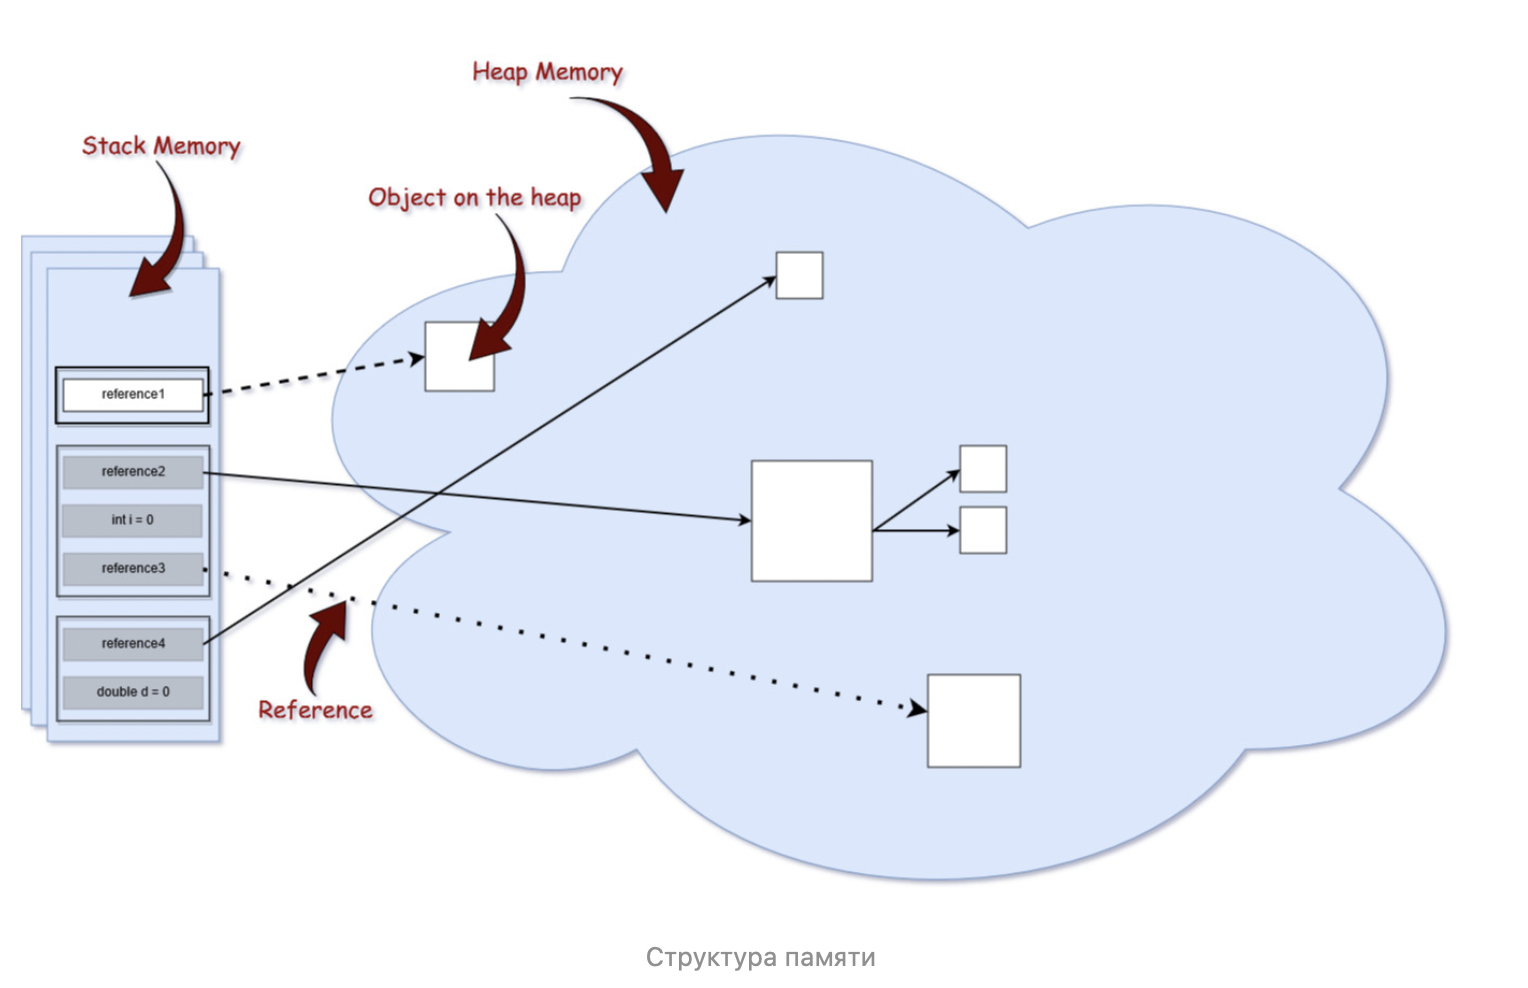 Heap Memory
Stack Memory
Object on the heap
reference1
reference2
int i = 0
reference3
reference4
double d = 0
Reference
Структура памяти